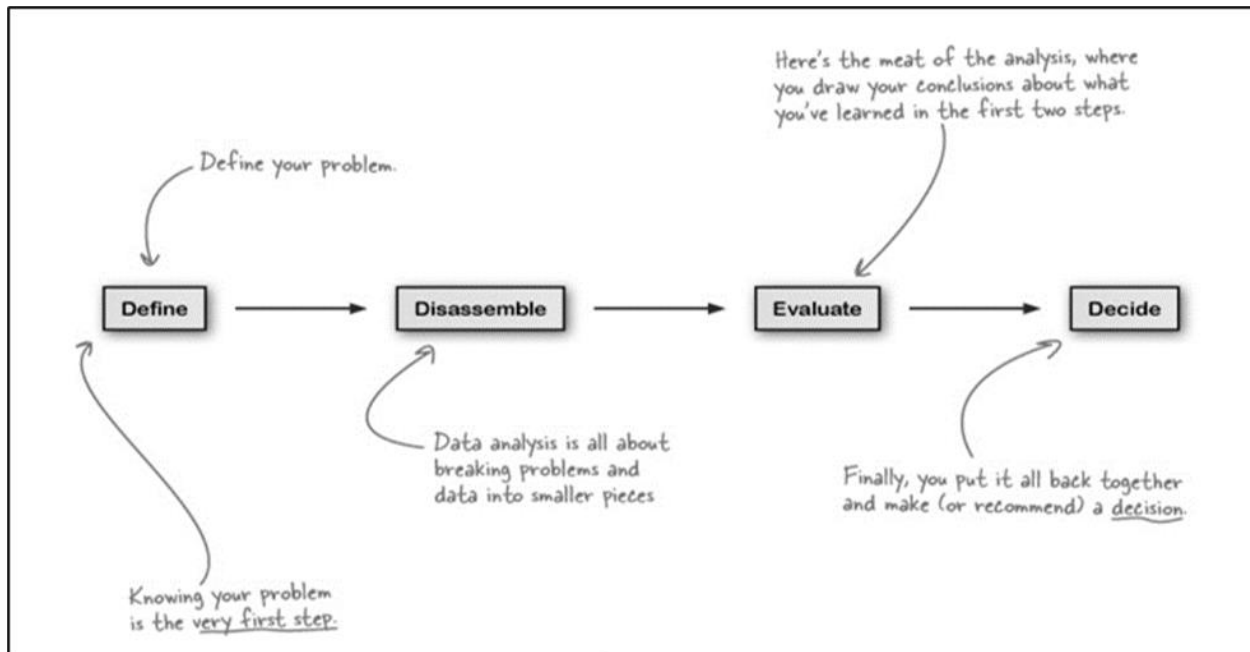 Here's the meat of the analysis, where
you draw your conclusions about what
you've learned in the first two steps.
Define your problem.
Define
Disassemble
Evaluate
Decide
Data analysis is all about
breaking problems and
data into smaller pieces
Finally, you put it all back together
and make (or recommend) a decision.
Knowing your problem
is the very first step.